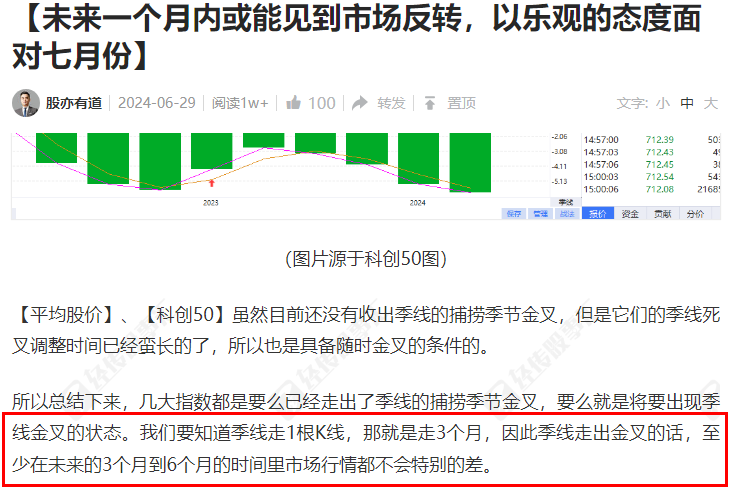 【未来一个月内或能见到市场反转，以乐观的态度面
对七月份】
股亦有道 2024-06-29 阅读1w+ 100 转发 置顶 文字: 小 中 大
-2.06
-3.08
-4.11
-5.13
2023 2024 季线
保存 管理 战法
14:57:00 712.39 503
14:57:03 712.43 49
14:57:06 712.45 38
15:00:03 712.54 543
15:00:06 712.08 21685
报价 资金 贡献 分价
（图片源于科创50图）
【平均股价】、【科创50】虽然目前还没有收出季线的捕捞季节金叉，但是它们的季线死
叉调整时间已经蛮长的了，所以也是具备随时金叉的条件的。
所以总结下来，几大指数都是要么已经走出了季线的捕捞季节金叉，要么就是将要出现季
线金叉的状态。我们要知道季线走1根K线，那就是走3个月，因此季线走出金叉的话，至
少在未来的3个月到6个月的时间里市场行情都不会特别的差。